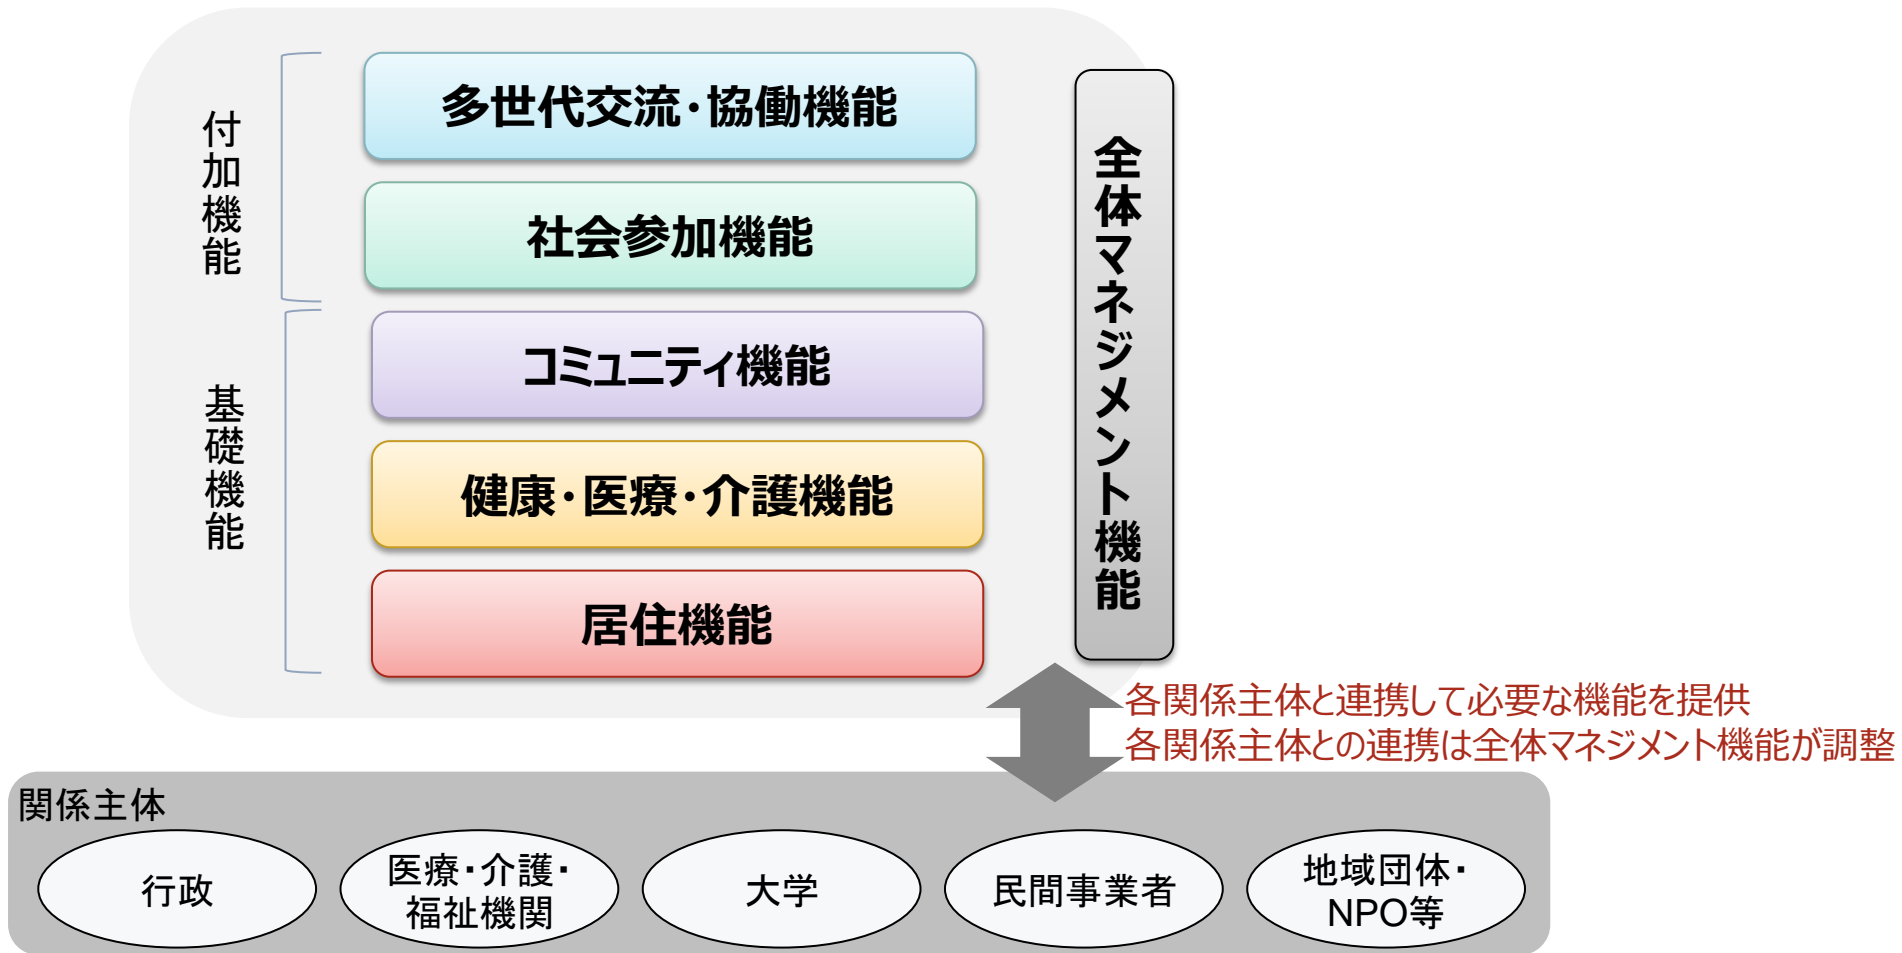 付加機能
多世代交流・協働機能
社会参加機能
基礎機能
コミュニティ機能
健康・医療・介護機能
居住機能
全体マネジメント機能
各関係主体と連携して必要な機能を提供
各関係主体との連携は全体マネジメント機能が調整
関係主体
行政
医療・介護・
福祉機関
大学
民間事業者
地域団体・
NPO等